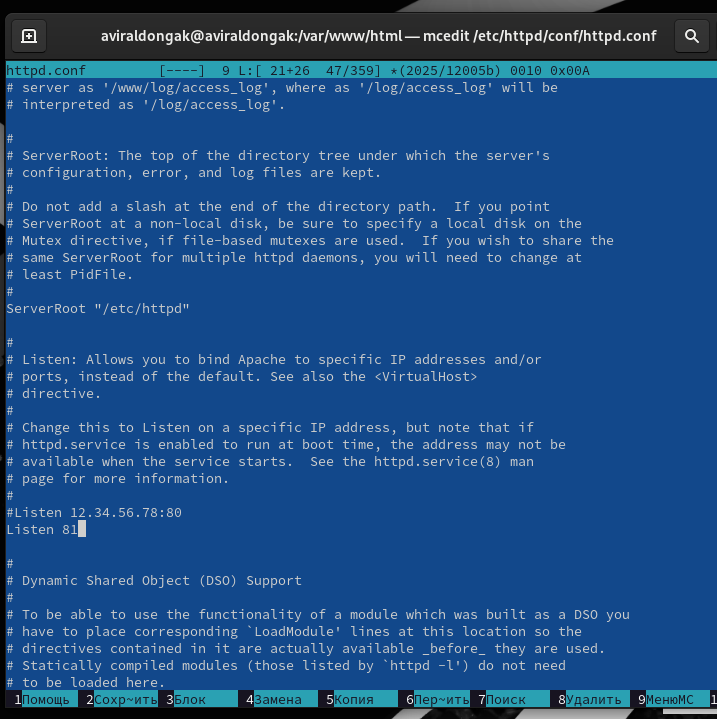 aviraldongak@aviraldongak:/var/www/html — mcedit /etc/httpd/conf/httpd.conf
httpd.conf [----] 9 L:[ 21+26 47/359] *(2025/12005b) 0010 0x00A
# server as '/www/log/access_log', where as '/log/access_log' will be
# interpreted as '/log/access_log'.
#
# ServerRoot: The top of the directory tree under which the server's
# configuration, error, and log files are kept.
#
# Do not add a slash at the end of the directory path.  If you point
# ServerRoot at a non-local disk, be sure to specify a local disk on the
# Mutex directive, if file-based mutexes are used.  If you wish to share the
# same ServerRoot for multiple httpd daemons, you will need to change at
# least PidFile.
#
ServerRoot "/etc/httpd"
#
# Listen: Allows you to bind Apache to specific IP addresses and/or
# ports, instead of the default. See also the <VirtualHost>
# directive.
#
# Change this to Listen on a specific IP address, but note that if
# httpd.service is enabled to run at boot time, the address may not be
# available when the service starts.  See the httpd.service(8) man
# page for more information.
#
#Listen 12.34.56.78:80
Listen 81
#
# Dynamic Shared Object (DSO) Support
#
# To be able to use the functionality of a module which was built as a DSO you
# have to place corresponding `LoadModule' lines at this location so the
# directives contained in it are actually available _before_ they are used.
# Statically compiled modules (those listed by `httpd -l') do not need
# to be loaded here.
1Помощь 2Сохр~ить 3Блок 4Замена 5Копия 6Пер~ить 7Поиск 8Удалить 9МенюMC 1